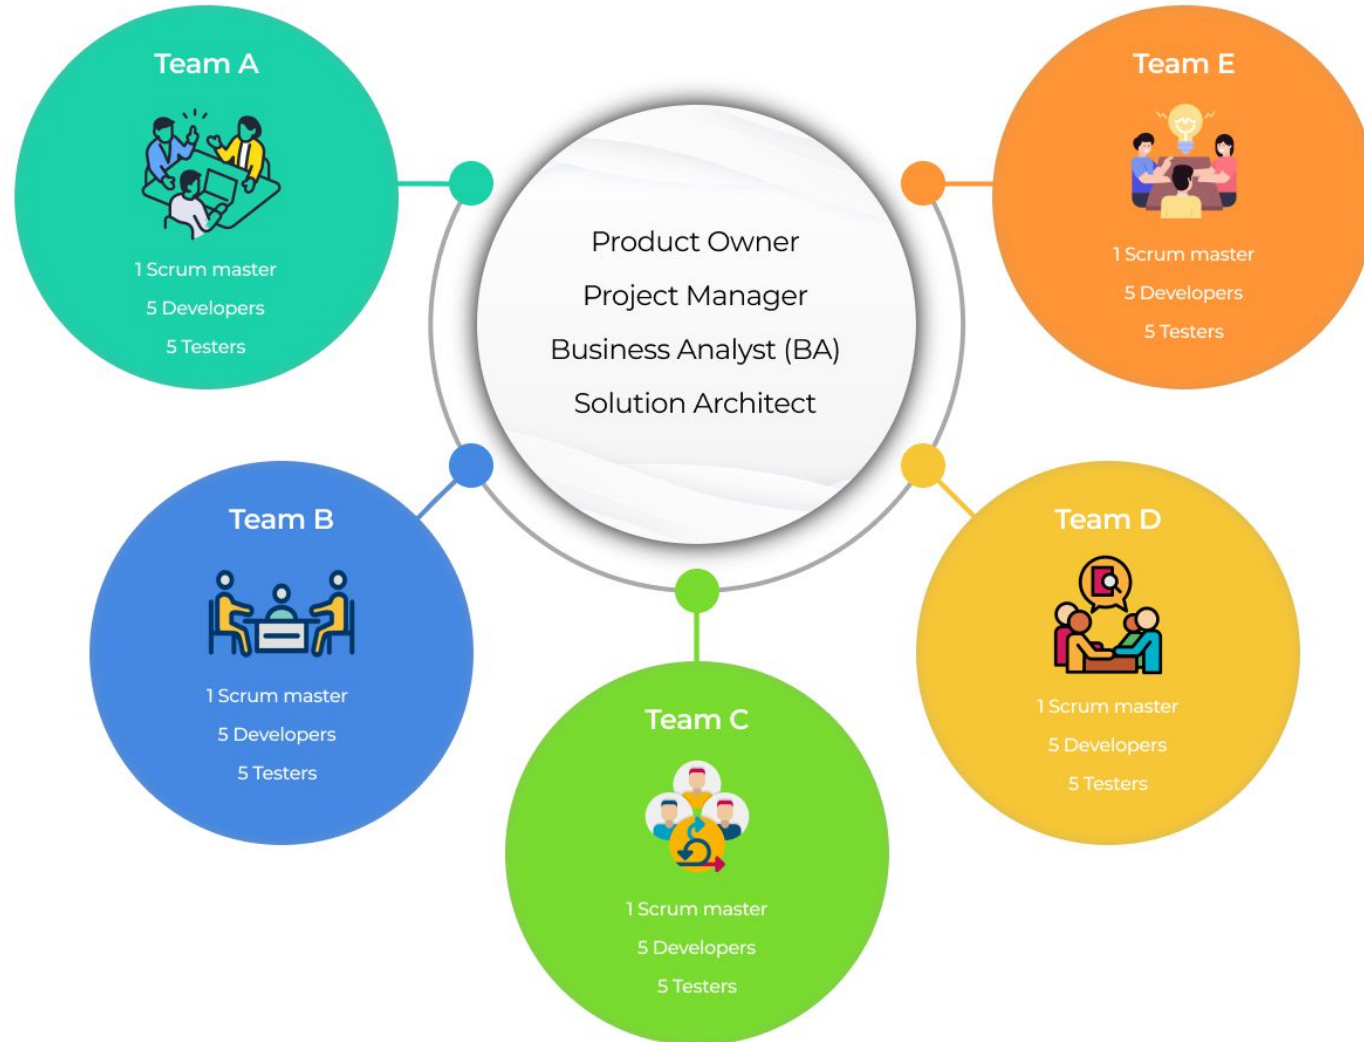 Team A
1 Scrum master
5 Developers
5 Testers
Product Owner
Project Manager
Business Analyst (BA)
Solution Architect
Team E
1 Scrum master
5 Developers
5 Testers
Team B
1 Scrum master
5 Developers
5 Testers
Team C
1 Scrum master
5 Developers
5 Testers
Team D
1 Scrum master
5 Developers
5 Testers